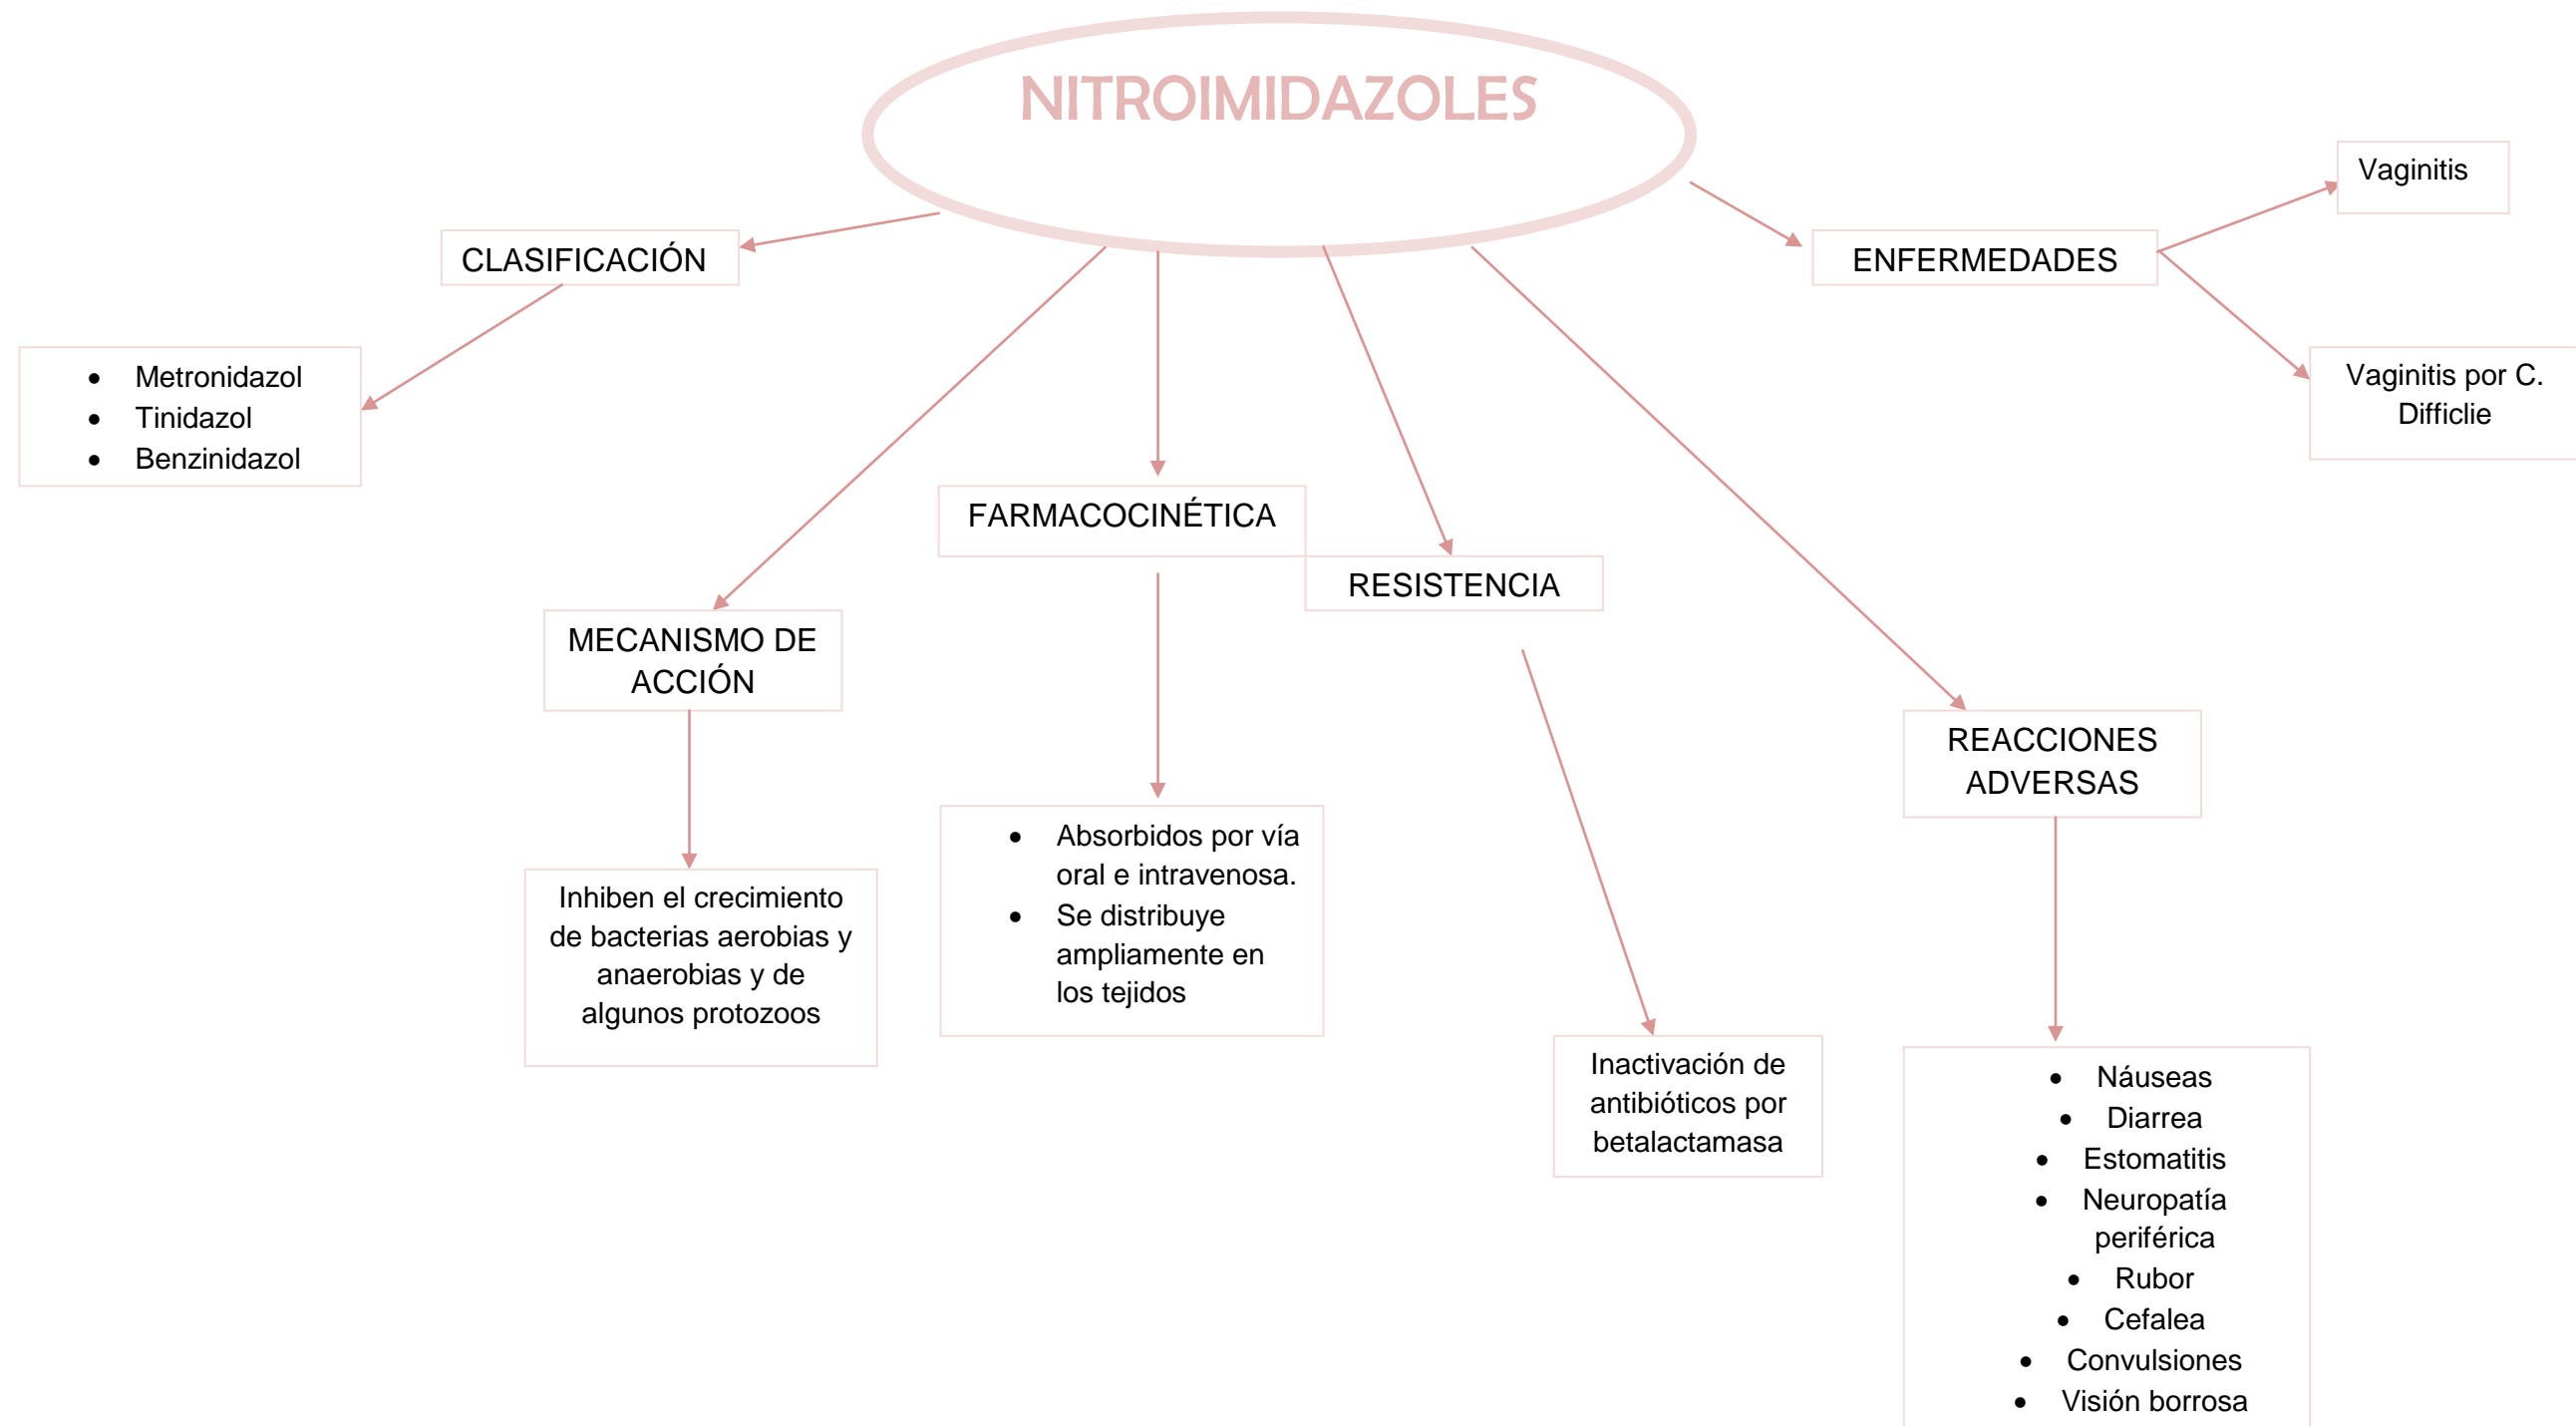 NITROIMIDAZOLES
CLASIFICACIÓN
• Metronidazol
• Tinidazol
• Benzinidazol
MECANISMO DE
ACCIÓN
Inhiben el crecimiento
de bacterias aerobias y
anaerobias y de
algunos protozoos
FARMACOCINÉTICA
• Absorbidos por vía
oral e intravenosa.
• Se distribuye
ampliamente en
los tejidos
RESISTENCIA
Inactivación de
antibióticos por
betalactamasa
REACCIONES
ADVERSAS
• Náuseas
• Diarrea
• Estomatitis
• Neuropatía
periférica
• Rubor
• Cefalea
• Convulsiones
• Visión borrosa
ENFERMEDADES
Vaginitis
Vaginitis por C.
Difficlie